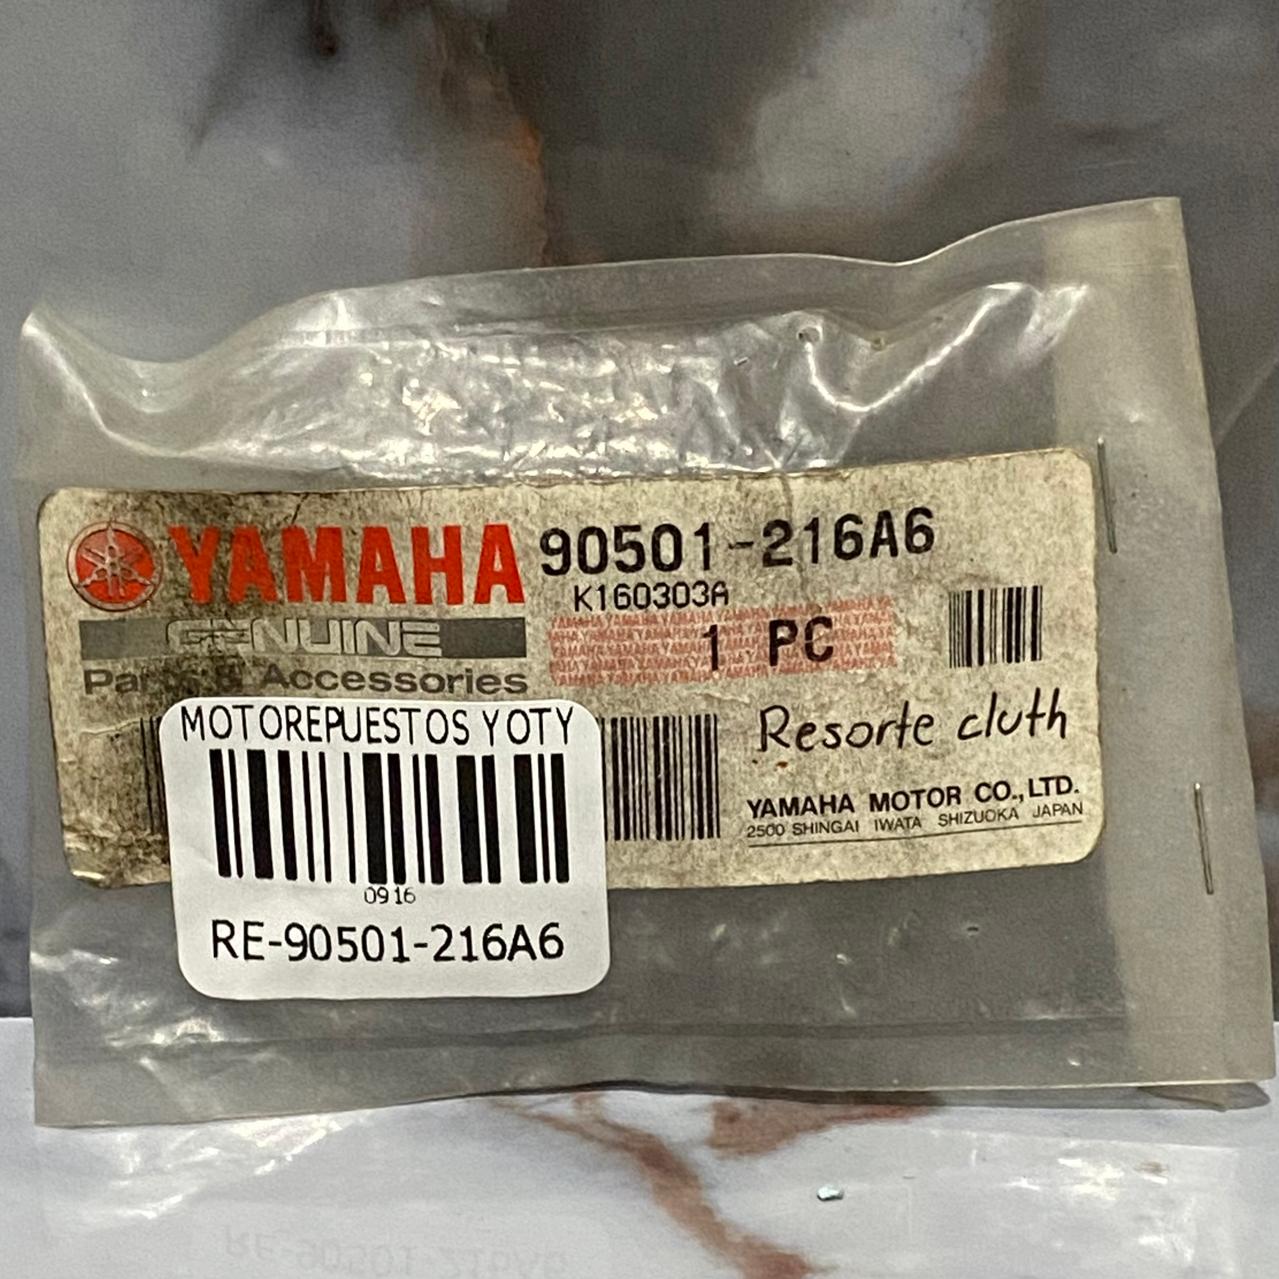 YAMAHA
GENUINE
Parts & Accessories
90501-216A6
K160303A
1 PC
Resorte cluth
YAMAHA MOTOR CO.,LTD.
2500 SHINGAI IWATA SHIZUOKA JAPAN
MOTOREPUESTOS YOTY
0916
RE-90501-216A6